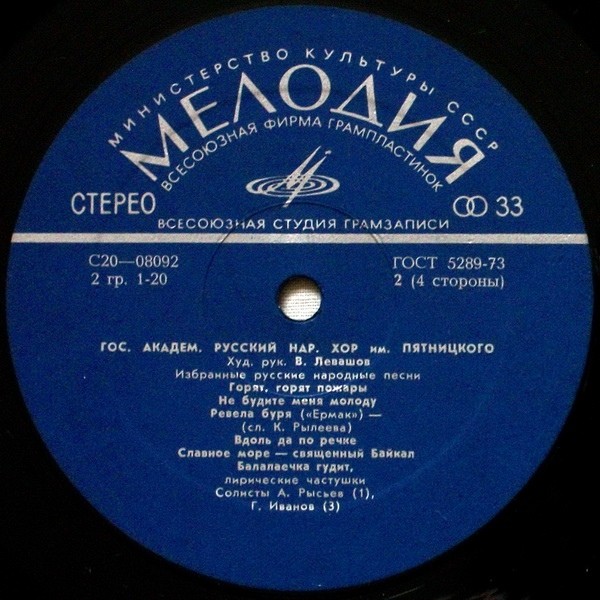 МИНИСТЕРСТВО КУЛЬТУРЫ СССР
МЕЛОДИЯ
ВСЕСОЮЗНАЯ ФИРМА ГРАМПЛАСТИНОК
СТЕРЕО
33
ВСЕСОЮЗНАЯ СТУДИЯ ГРАМЗАПИСИ
С20—08092
ГОСТ 5289-73
2 гр. 1-20
2 (4 стороны)
ГОС. АКАДЕМ. РУССКИЙ НАР. ХОР им. ПЯТНИЦКОГО
Худ. рук. В. Левашов
Избранные русские народные песни
Горят, горят пожары
Не будите меня молоду
Ревела буря («Ермак») —
(сл. К. Рылеева)
Вдоль да по речке
Славное море — священный Байкал
Балалаечка гудит,
лирические частушки
Солисты А. Рысьев (1),
Г. Иванов (3)